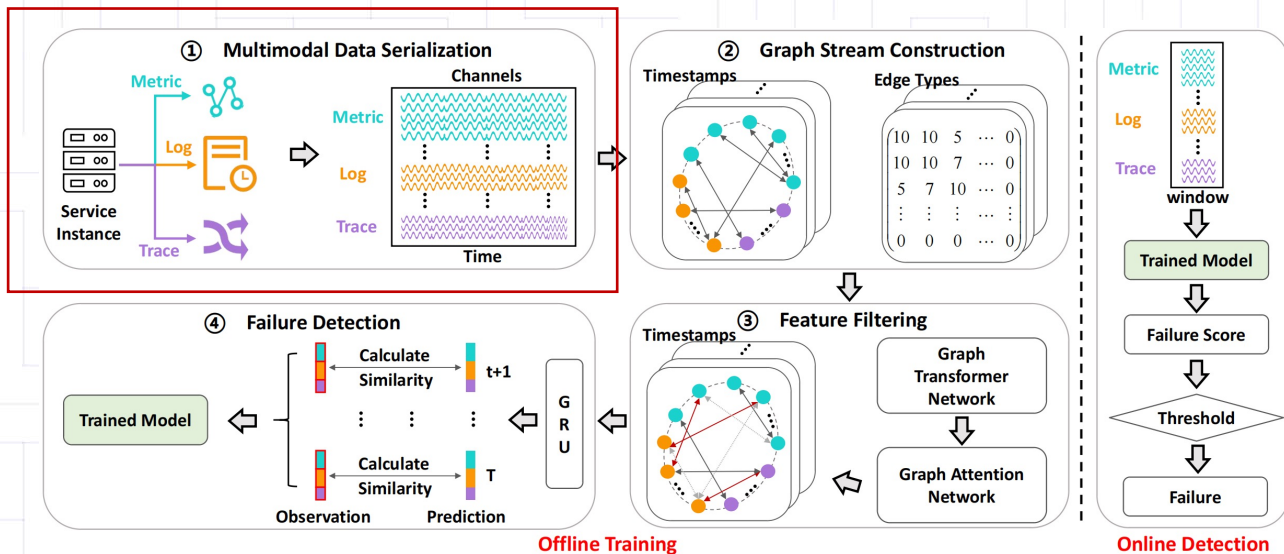 ① Multimodal Data Serialization
Metric
Log
Trace
Service
Instance
Channels
Metric
Log
Trace
Time
② Graph Stream Construction
Timestamps
Edge Types
10 10 5 ⋯ 0
10 10 7 ⋯ 0
5 7 10 ⋯ 0
⋮ ⋮ ⋮ ⋮
0 0 0 ⋯ 0
③ Feature Filtering
Timestamps
Graph
Transformer
Network
Graph Attention
Network
④ Failure Detection
Trained Model
Calculate
Similarity
t+1
Calculate
Similarity
T
Observation
Prediction
G
R
U
Offline Training
Metric
Log
Trace
window
Trained Model
Failure Score
Threshold
Failure
Online Detection